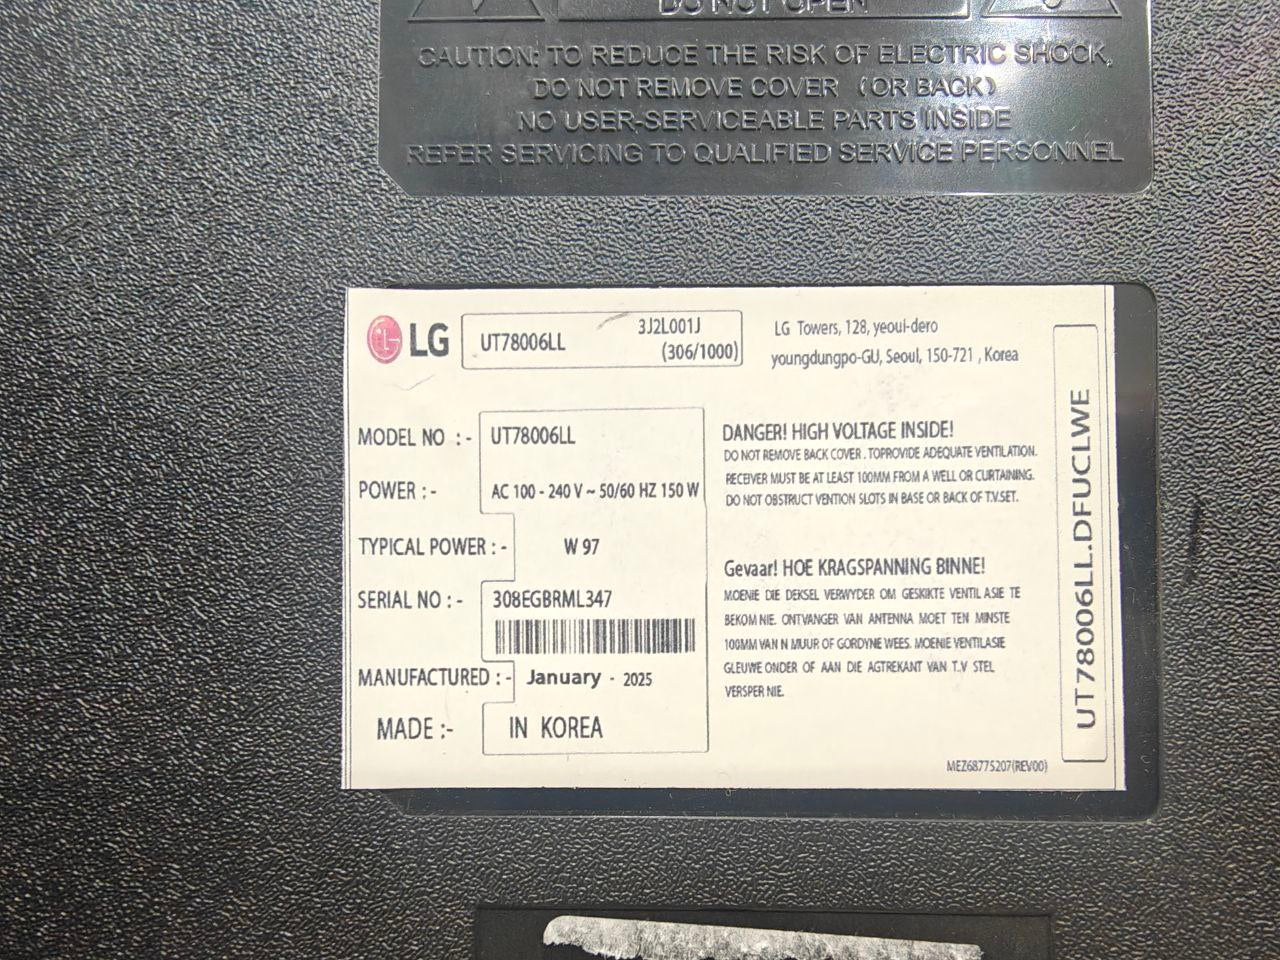 DO NOT OPEN
CAUTION: TO REDUCE THE RISK OF ELECTRIC SHOCK,
DO NOT REMOVE COVER (OR BACK)
NO USER-SERVICEABLE PARTS INSIDE
REFER SERVICING TO QUALIFIED SERVICE PERSONNEL
LG
UT78006LL
3J2L001J
(306/1000)
LG Towers, 128, yeoui-dero
youngdungpo-GU, Seoul, 150-721 , Korea
MODEL NO :- UT78006LL
POWER :- AC 100 - 240 V ~ 50/60 HZ 150 W
TYPICAL POWER :- W 97
SERIAL NO :- 308EGBRML347
MANUFACTURED :- January - 2025
MADE :- IN KOREA
DANGER! HIGH VOLTAGE INSIDE!
DO NOT REMOVE BACK COVER . TOPROVIDE ADEQUATE VENTILATION.
RECEIVER MUST BE AT LEAST 100MM FROM A WELL OR CURTAINING.
DO NOT OBSTRUCT VENTION SLOTS IN BASE OR BACK OF T.V.SET.
Gevaar! HOE KRAGSPANNING BINNE!
MOENIE DIE DEKSEL VERWYDER OM GESKIKTE VENTIL ASIE TE
BEKOM NIE. ONTVANGER VAN ANTENNA MOET TEN MINSTE
100MM VAN N MUUR OF GORDYNE WEES. MOENIE VENTILASIE
GLEUWE ONDER OF AAN DIE AGTREKANT VAN T.V STEL
VERSPER NIE.
MEZ68775207(REV00)
UT78006LL.DFUCLWE